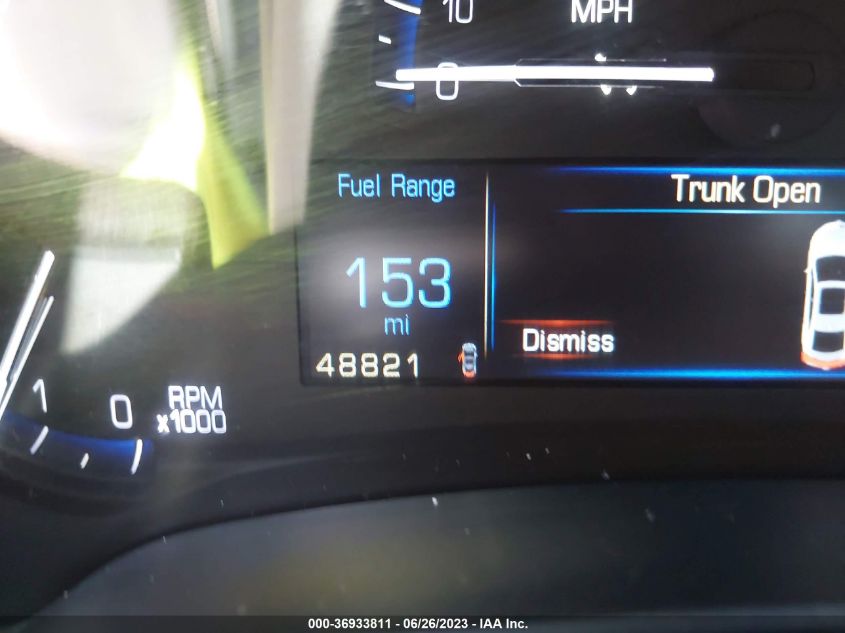 10 MPH
0
Fuel Range
Trunk Open
153
mi
Dismiss
48821
1 0 RPM
x1000
000-36933811 / 06/26/2023 - IAA Inc.